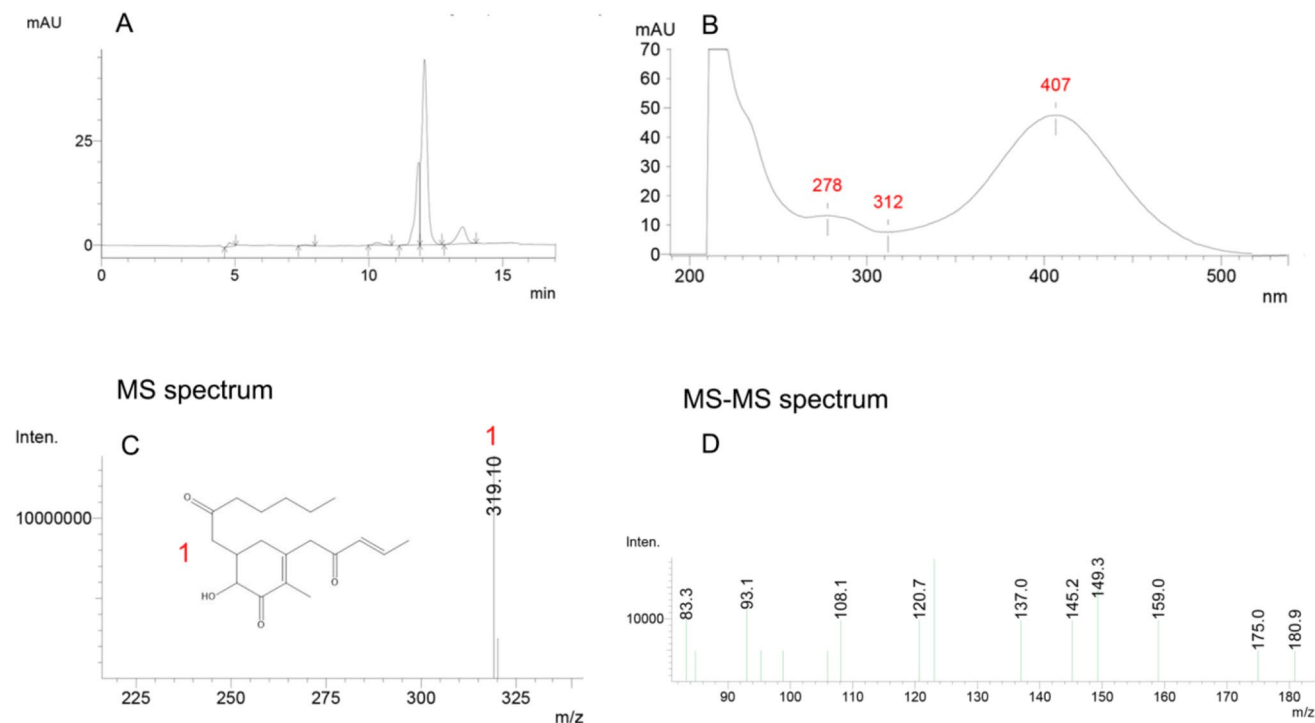 A
mAU
25
0
0 5 10 15
min
B
mAU
70
60
50
40
30
20
10
0
278
312
407
200 300 400 500
nm
MS spectrum
Inten.
C
10000000
1
319.10
O
1
HO
O
O
225 250 275 300 325
m/z
MS-MS spectrum
D
Inten.
10000
83.3
93.1
108.1
120.7
137.0
145.2
149.3
159.0
175.0
180.9
90 100 110 120 130 140 150 160 170 180
m/z